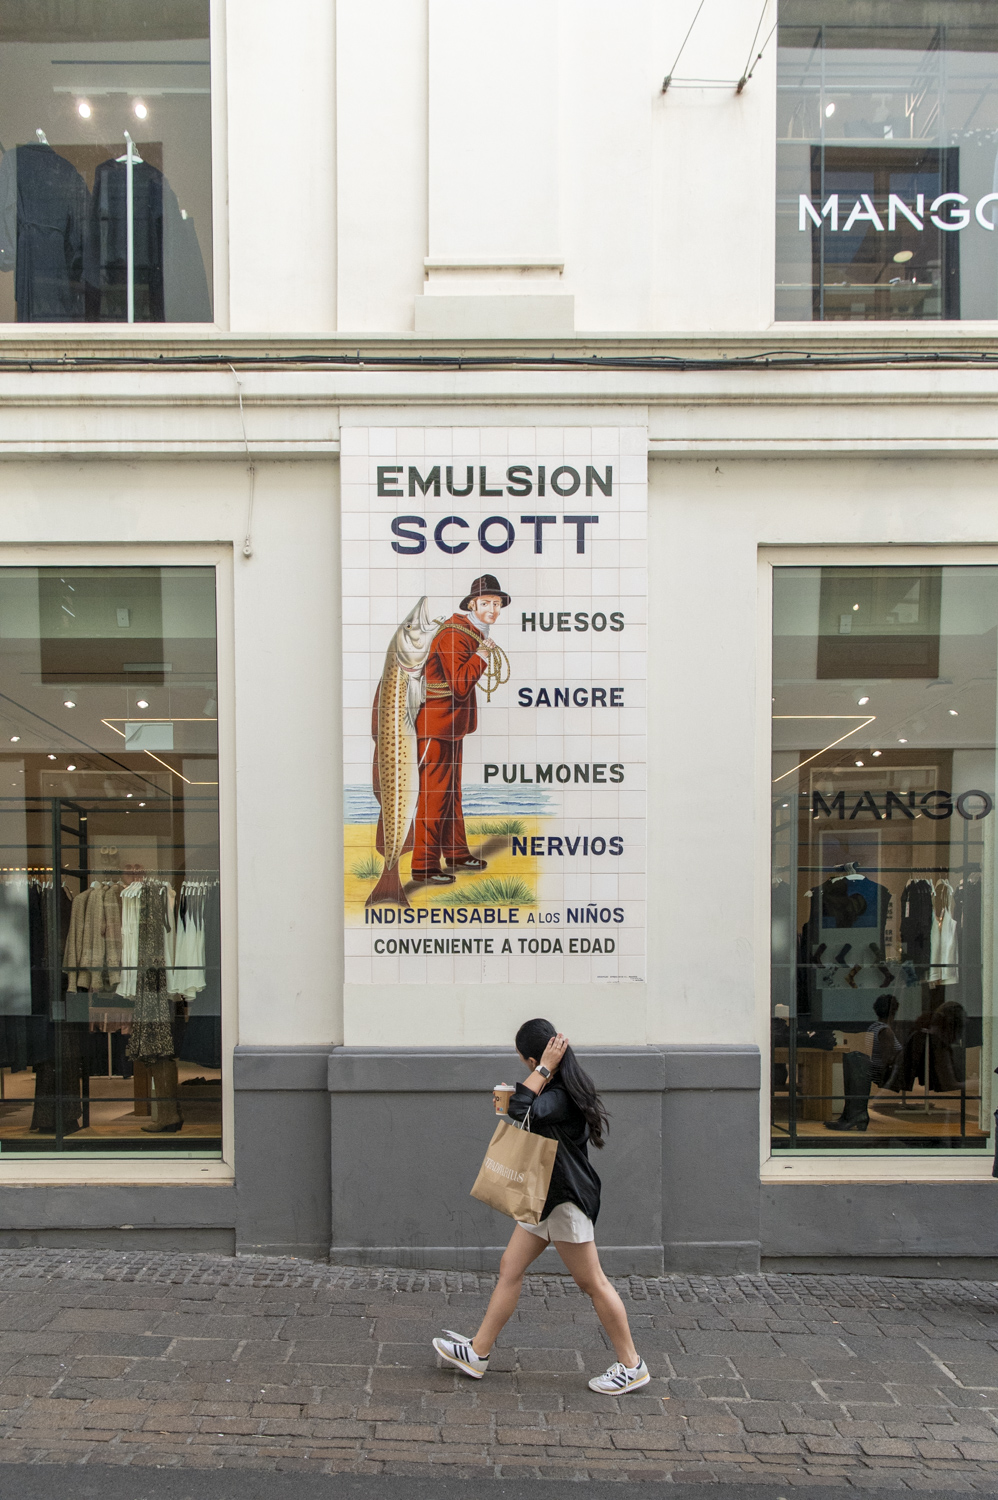 MANGO
EMULSION
SCOTT
HUESOS
SANGRE
PULMONES
NERVIOS
INDISPENSABLE A LOS NIÑOS
CONVENIENTE A TODA EDAD
MANGO